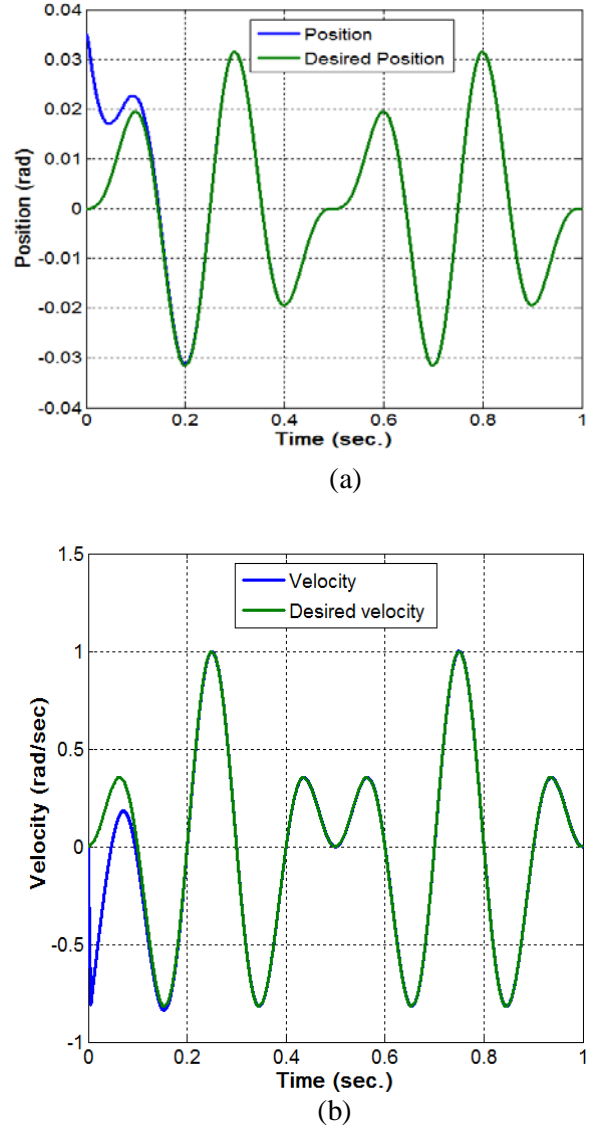 0.04
0.03
0.02
0.01
0
-0.01
-0.02
-0.03
-0.04
Position (rad)
Position
Desired Position
0 0.2 0.4 0.6 0.8 1
Time (sec.)
(a)
1.5
1
0.5
0
-0.5
-1
Velocity (rad/sec)
Velocity
Desired velocity
0 0.2 0.4 0.6 0.8 1
Time (sec.)
(b)